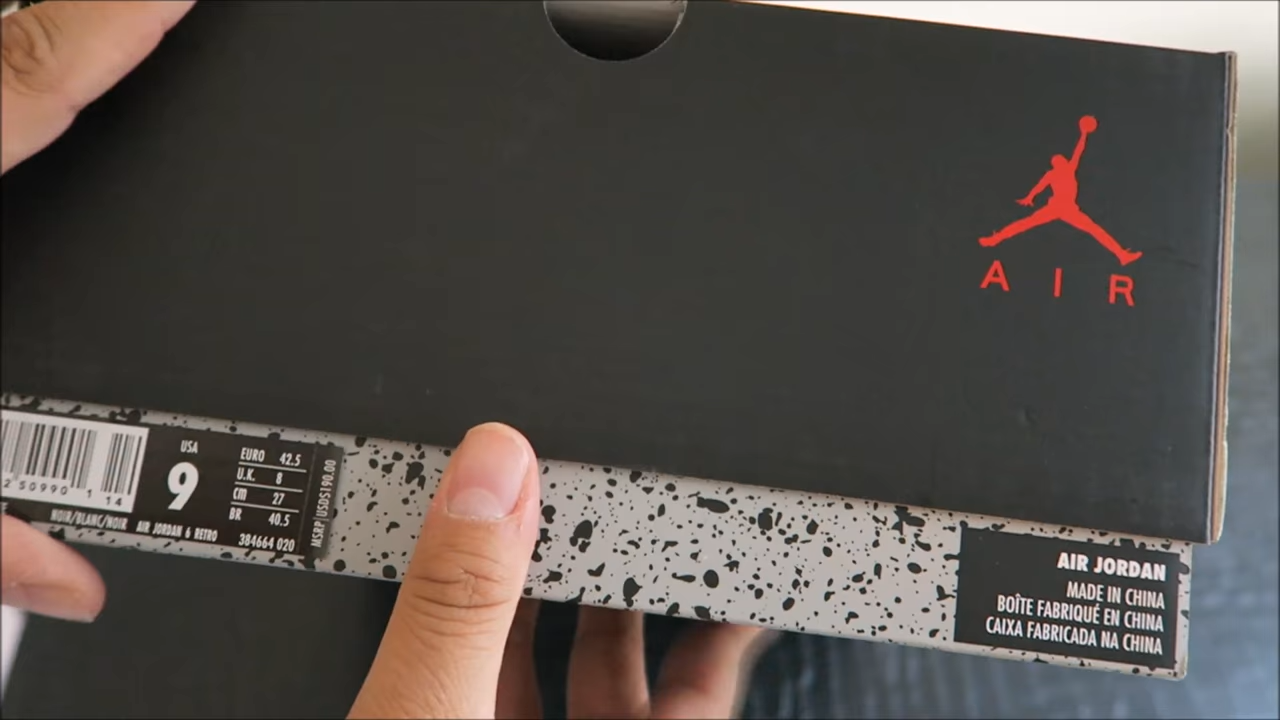 A I R
2 50990 1 14
USA
9
EURO 42.5
U.K. 8
cm 27
BR 40.5
NOIR/BLANC/NOIR AIR JORDAN 6 RETRO 384664 020
MSRP USD$190.00
AIR JORDAN
MADE IN CHINA
BOÎTE FABRIQUÉ EN CHINA
CAIXA FABRICADA NA CHINA